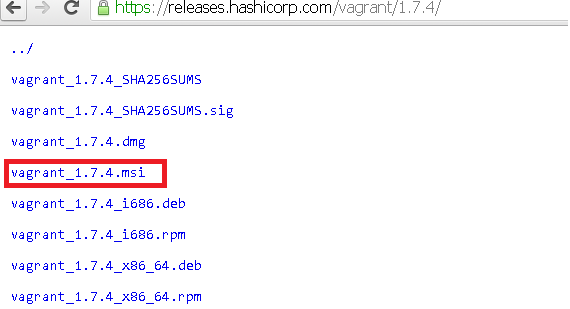 https://releases.hashicorp.com/vagrant/1.7.4/
../
vagrant_1.7.4_SHA256SUMS
vagrant_1.7.4_SHA256SUMS.sig
vagrant_1.7.4.dmg
vagrant_1.7.4.msi
vagrant_1.7.4_i686.deb
vagrant_1.7.4_i686.rpm
vagrant_1.7.4_x86_64.deb
vagrant_1.7.4_x86_64.rpm